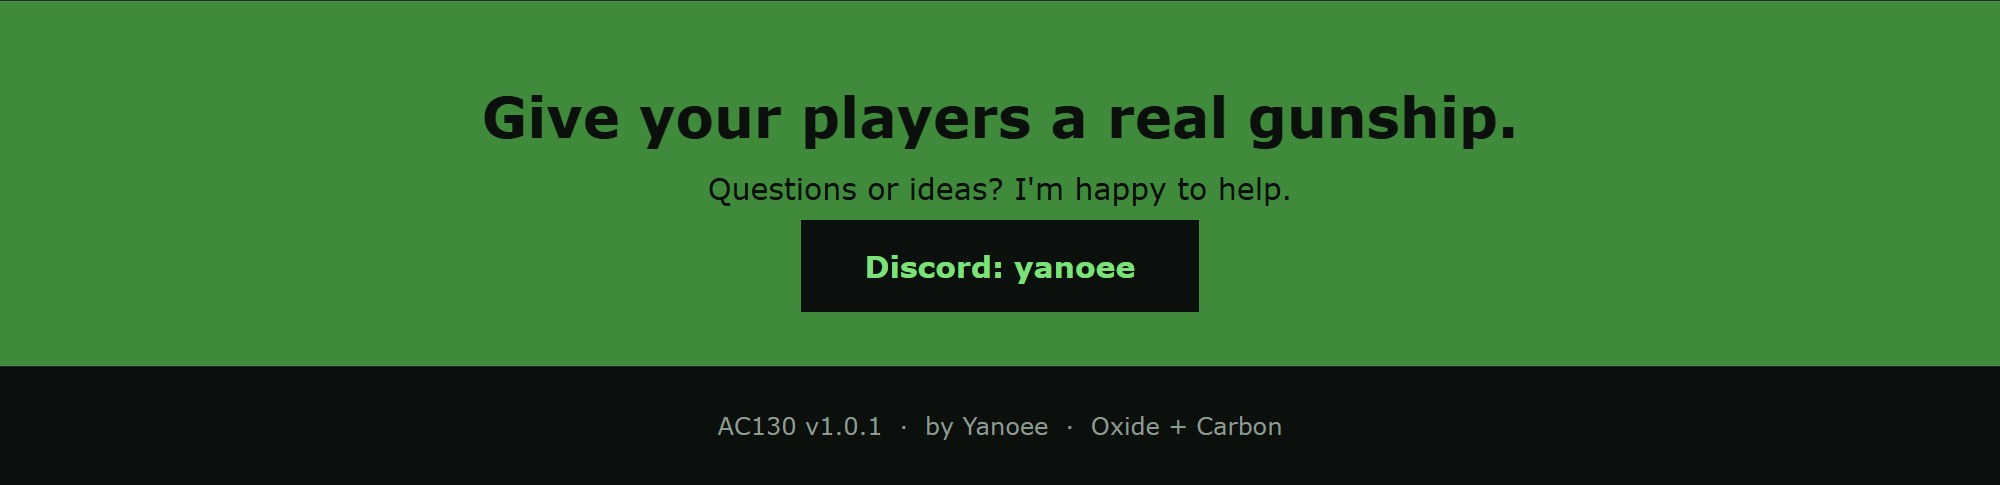 Give your players a real gunship.
Questions or ideas? I'm happy to help.
Discord: yanoee
AC130 v1.0.1 · by Yanoee · Oxide + Carbon